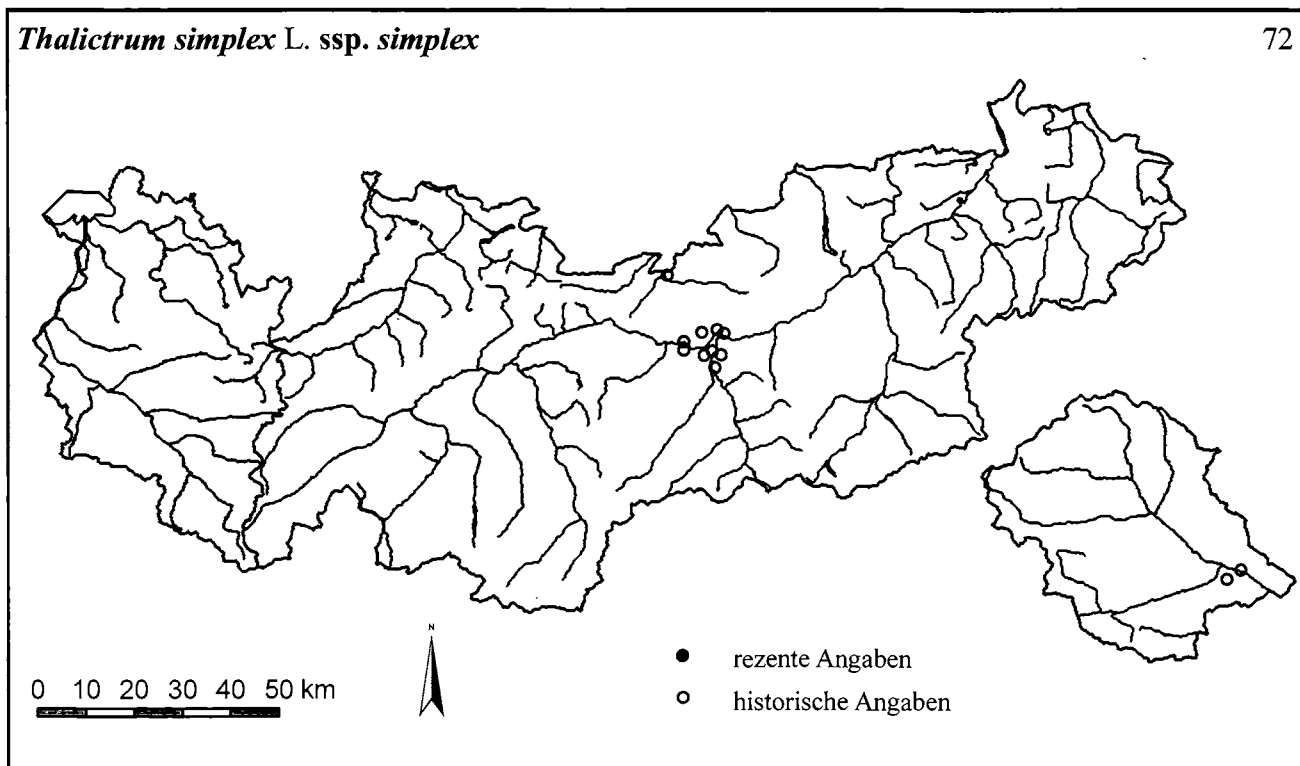 Thalictrum simplex L. ssp. simplex 72
N
rezente Angaben
0 10 20 30 40 50 km
historische Angaben